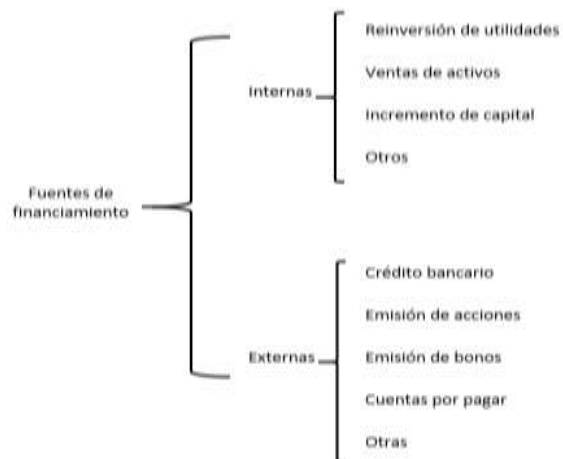 Fuentes de
financiamiento
Internas
Reinversión de utilidades
Ventas de activos
Incremento de capital
Otros
Externas
Crédito bancario
Emisión de acciones
Emisión de bonos
Cuentas por pagar
Otras